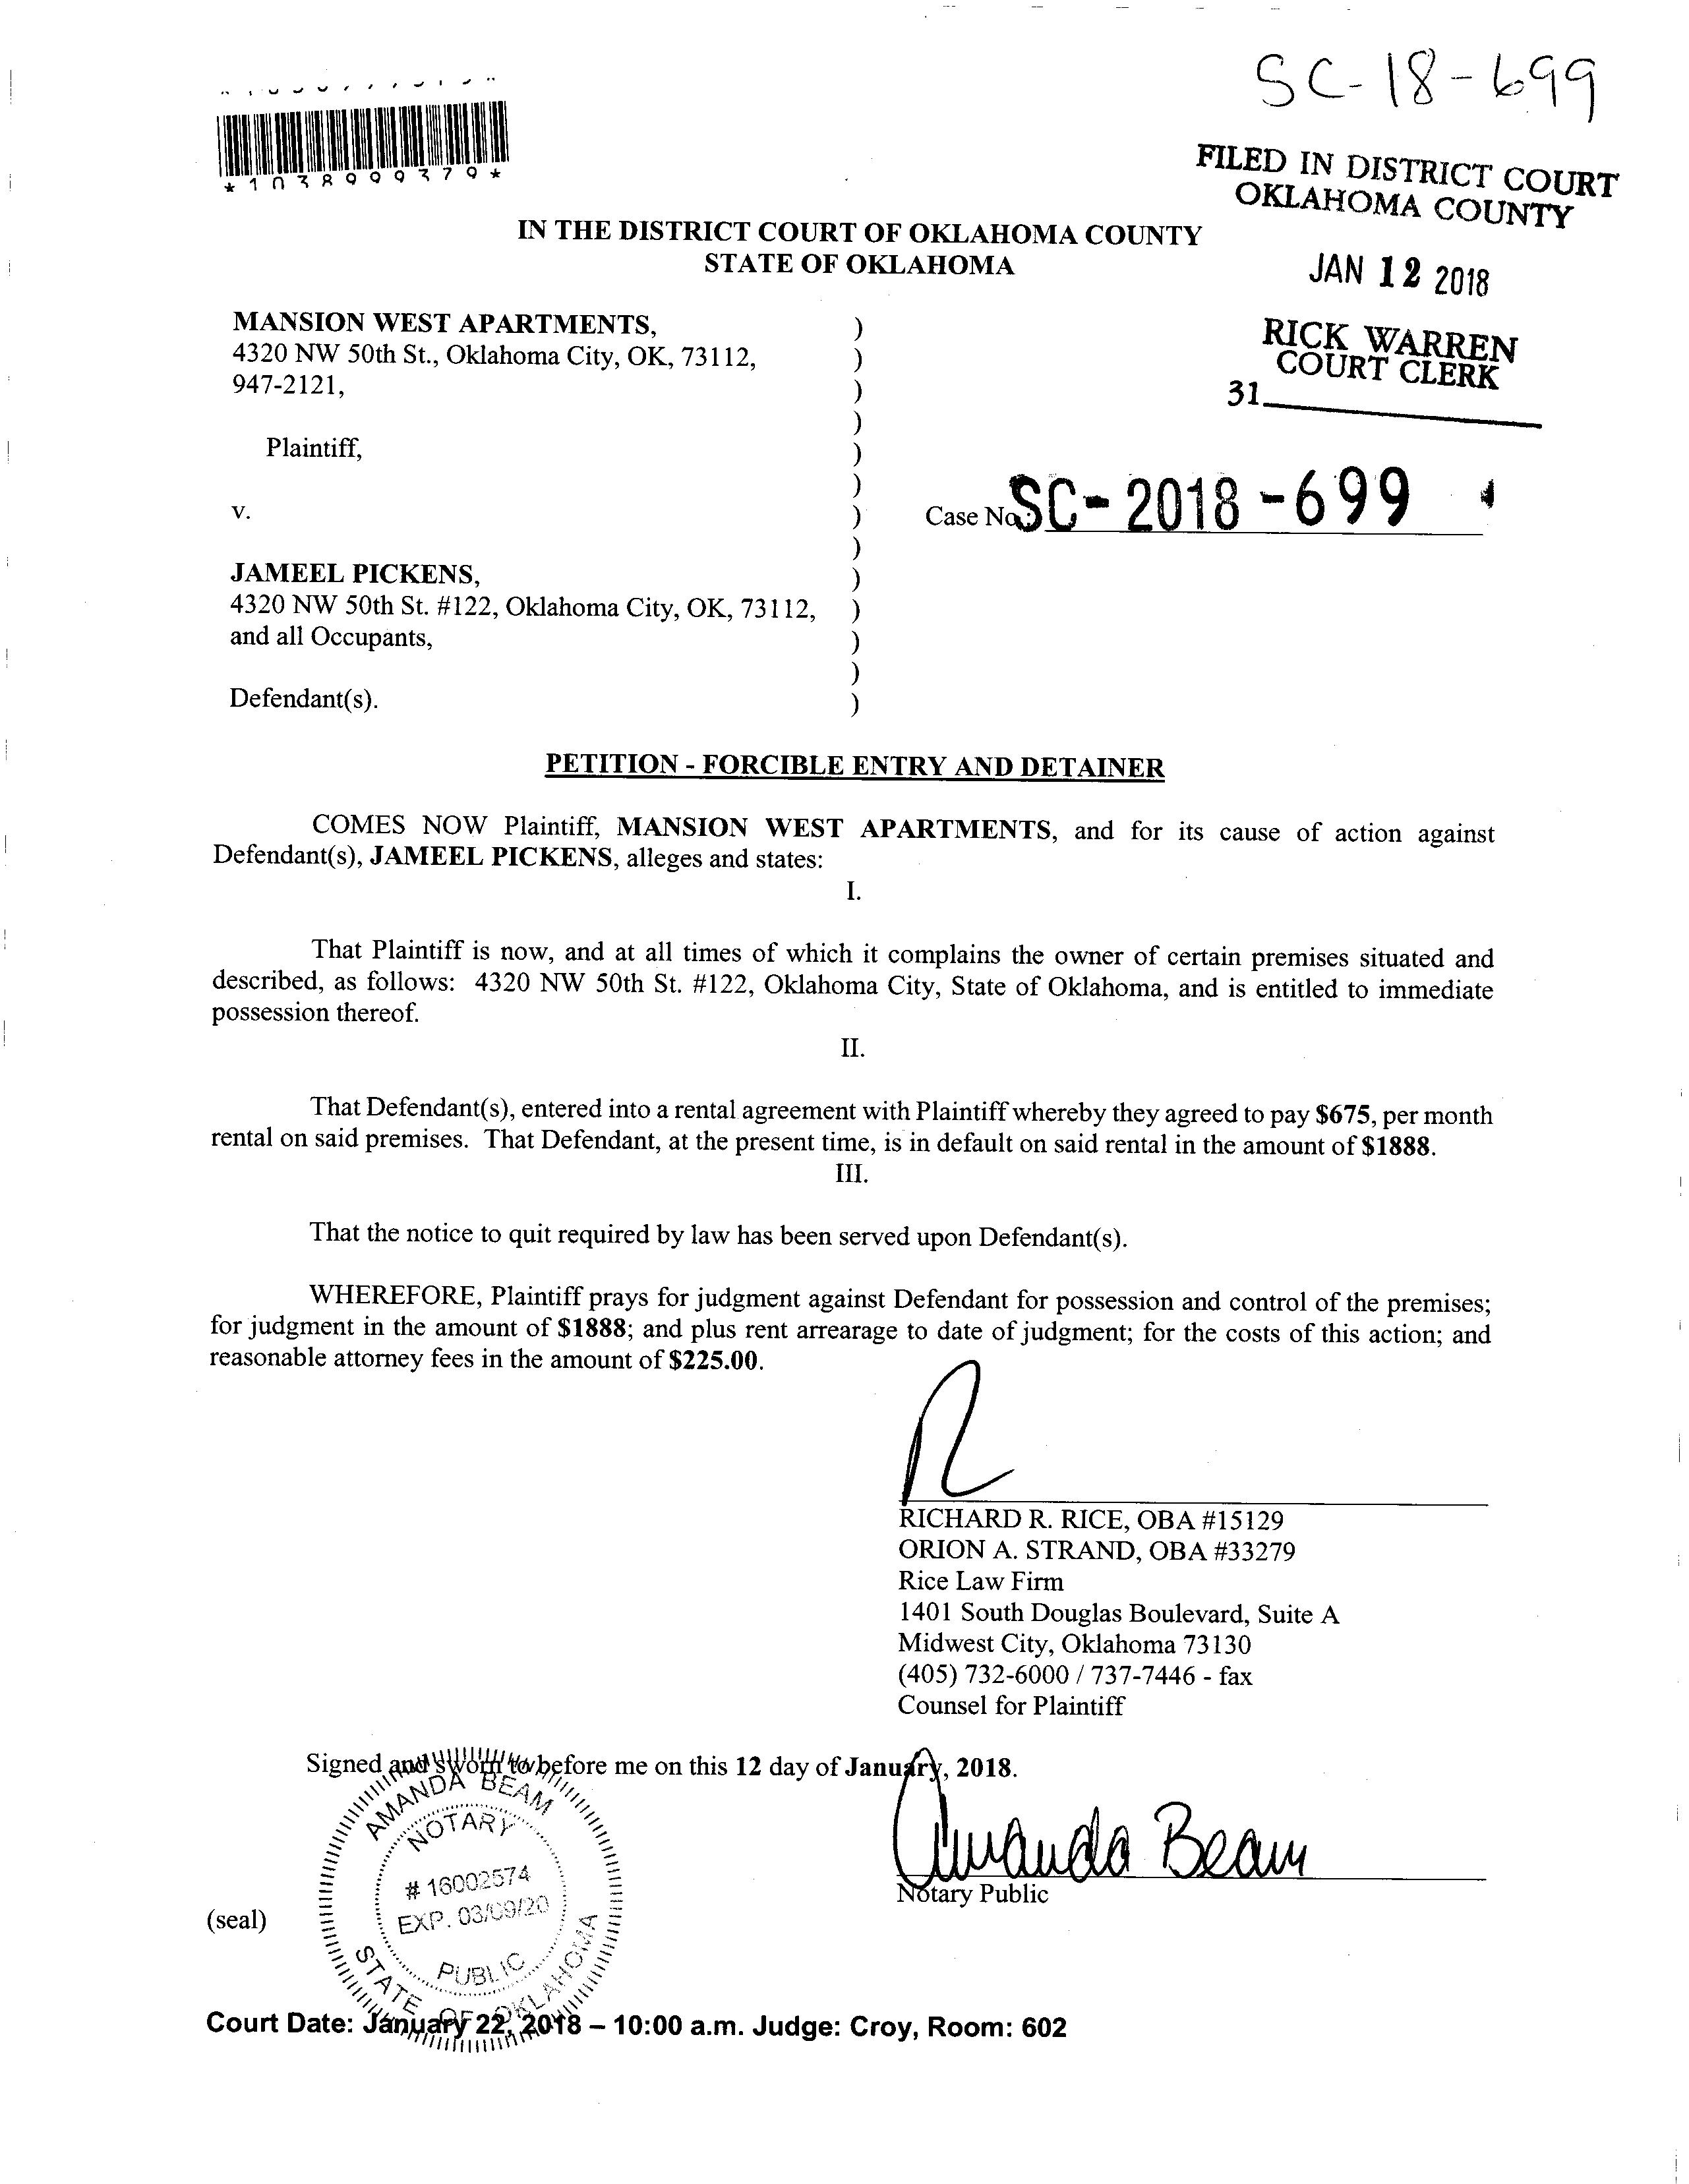 SC-18-699
*1038999379*
FILED IN DISTRICT COURT
OKLAHOMA COUNTY
JAN 12 2018
RICK WARREN
COURT CLERK
31
IN THE DISTRICT COURT OF OKLAHOMA COUNTY
STATE OF OKLAHOMA
MANSION WEST APARTMENTS, )
4320 NW 50th St., Oklahoma City, OK, 73112, )
947-2121, )
)
Plaintiff, )
)
v. ) Case No.: SC-2018-699
)
JAMEEL PICKENS, )
4320 NW 50th St. #122, Oklahoma City, OK, 73112, )
and all Occupants, )
)
Defendant(s). )
PETITION - FORCIBLE ENTRY AND DETAINER
COMES NOW Plaintiff, MANSION WEST APARTMENTS, and for its cause of action against
Defendant(s), JAMEEL PICKENS, alleges and states:
I.
That Plaintiff is now, and at all times of which it complains the owner of certain premises situated and
described, as follows: 4320 NW 50th St. #122, Oklahoma City, State of Oklahoma, and is entitled to immediate
possession thereof.
II.
That Defendant(s), entered into a rental agreement with Plaintiff whereby they agreed to pay $675, per month
rental on said premises. That Defendant, at the present time, is in default on said rental in the amount of $1888.
III.
That the notice to quit required by law has been served upon Defendant(s).
WHEREFORE, Plaintiff prays for judgment against Defendant for possession and control of the premises;
for judgment in the amount of $1888; and plus rent arrearage to date of judgment; for the costs of this action; and
reasonable attorney fees in the amount of $225.00.
RICHARD R. RICE, OBA #15129
ORION A. STRAND, OBA #33279
Rice Law Firm
1401 South Douglas Boulevard, Suite A
Midwest City, Oklahoma 73130
(405) 732-6000 / 737-7446 - fax
Counsel for Plaintiff
Signed and sworn to before me on this 12 day of January, 2018.
AMANDA BEAM
NOTARY
# 16002574
EXP. 03/09/20
PUBLIC
STATE OF OKLAHOMA
Amanda Beam
Notary Public
(seal)
Court Date: January 22, 2018 – 10:00 a.m. Judge: Croy, Room: 602